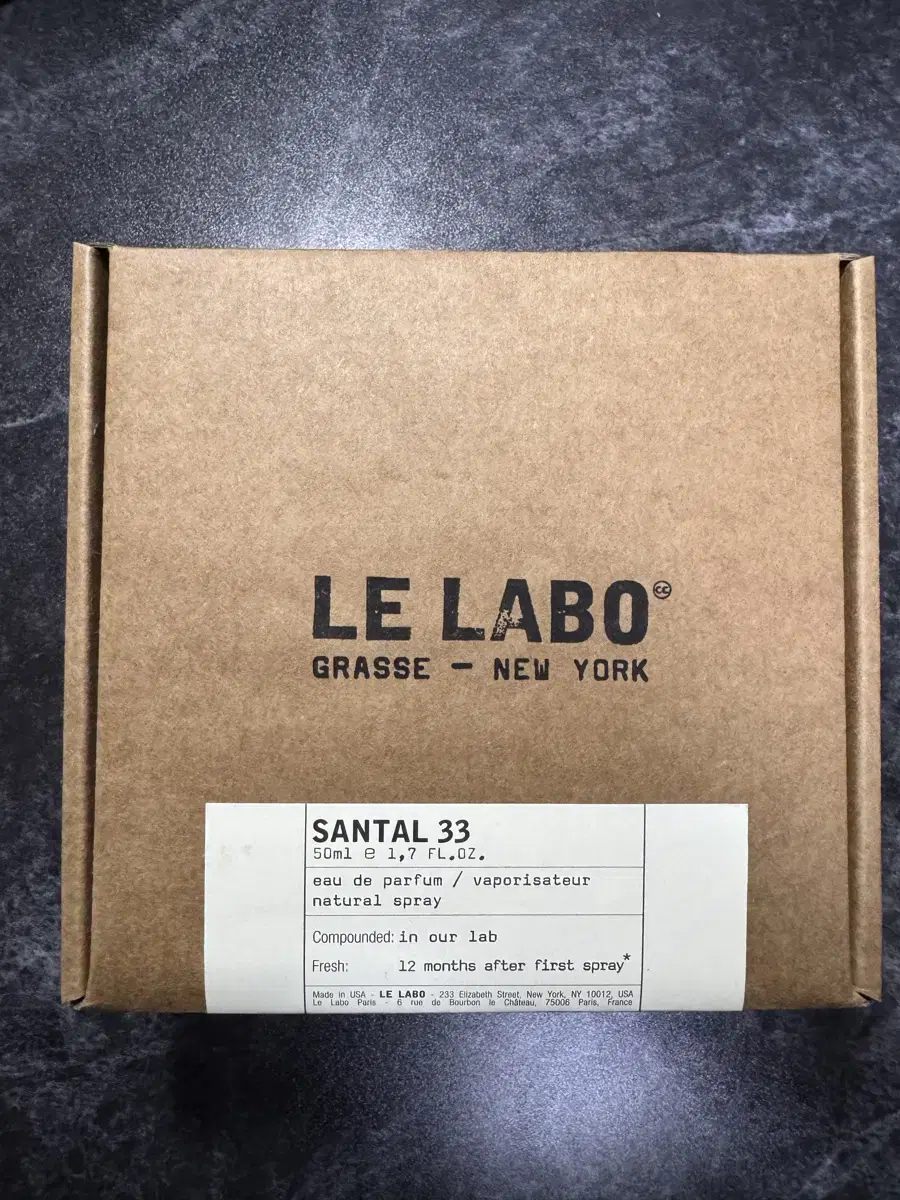 LE LABO
GRASSE — NEW YORK
SANTAL 33
50ml e 1,7 FL.OZ.
eau de parfum / vaporisateur
natural spray
Compounded: in our lab
Fresh: 12 months after first spray*
Made in USA - LE LABO - 233 Elizabeth Street, New York, NY 10012, USA
Le Labo Paris - 6 rue de Bourbon le Château, 75006 Paris, France